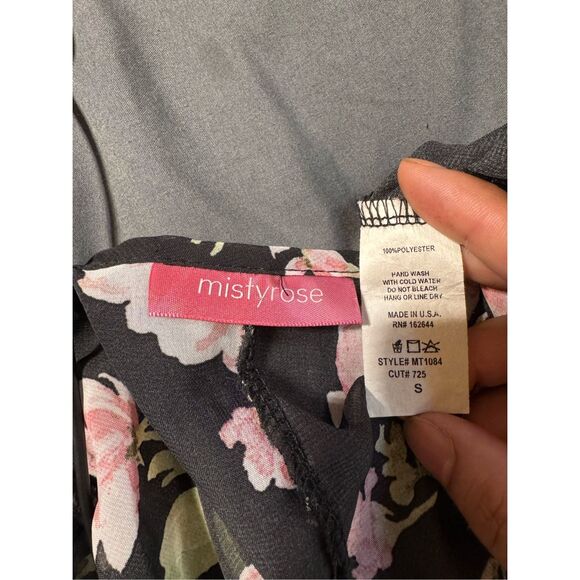 mistyrose
100%POLYESTER
HAND WASH
WITH COLD WATER
DO NOT BLEACH
HANG OR LINE DRY
MADE IN U.S.A.
RN# 162644
STYLE# MT1084
CUT# 725
S